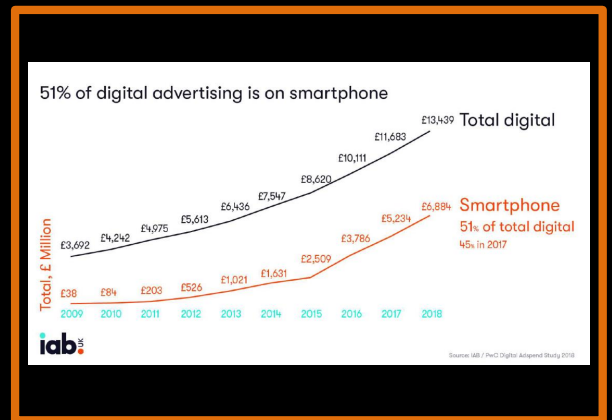 51% of digital advertising is on smartphone
£13,439 Total digital
£11,683
£10,111
£8,620
£7,547
£6,436
£5,613
£4,975
£4,242
£3,692
£6,884 Smartphone
51% of total digital
45% in 2017
£5,234
£3,786
£2,509
£1,631
£1,021
£526
£203
£84
£38
Total, £ Million
2009 2010 2011 2012 2013 2014 2015 2016 2017 2018
iab. UK
Source: IAB / PwC Digital Adspend Study 2018